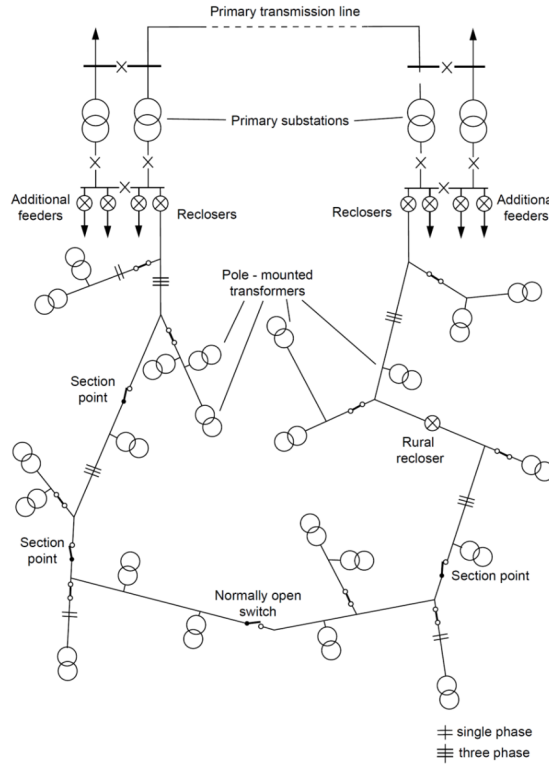 Primary transmission line
Primary substations
Additional
feeders
Reclosers
Reclosers
Additional
feeders
Pole - mounted
transformers
Section
point
Rural
recloser
Section
point
Normally open
switch
Section point
single phase
three phase